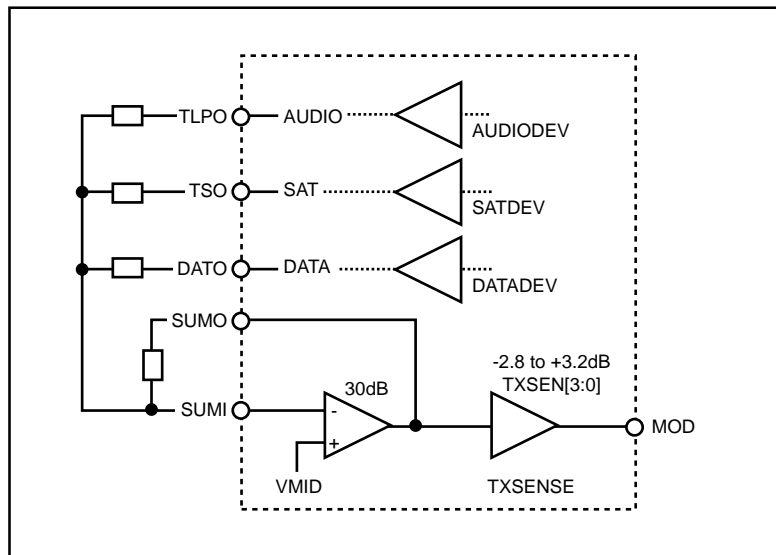 TLPO AUDIO AUDIODEV
TSO SAT SATDEV
DATO DATA DATADEV
SUMO
-2.8 to +3.2dB
TXSEN[3:0]
30dB
SUMI - MOD
+
VMID TXSENSE